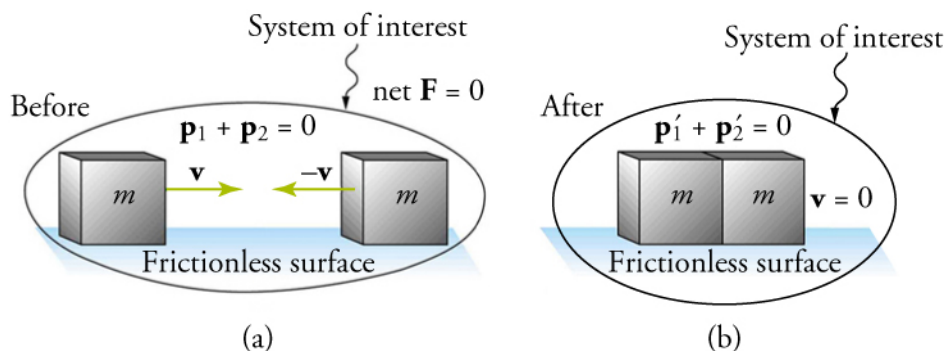 System of interest
net F = 0
Before
p₁ + p₂ = 0
v
–v
m
m
Frictionless surface
(a)
System of interest
After
p′₁ + p′₂ = 0
m
m
v = 0
Frictionless surface
(b)